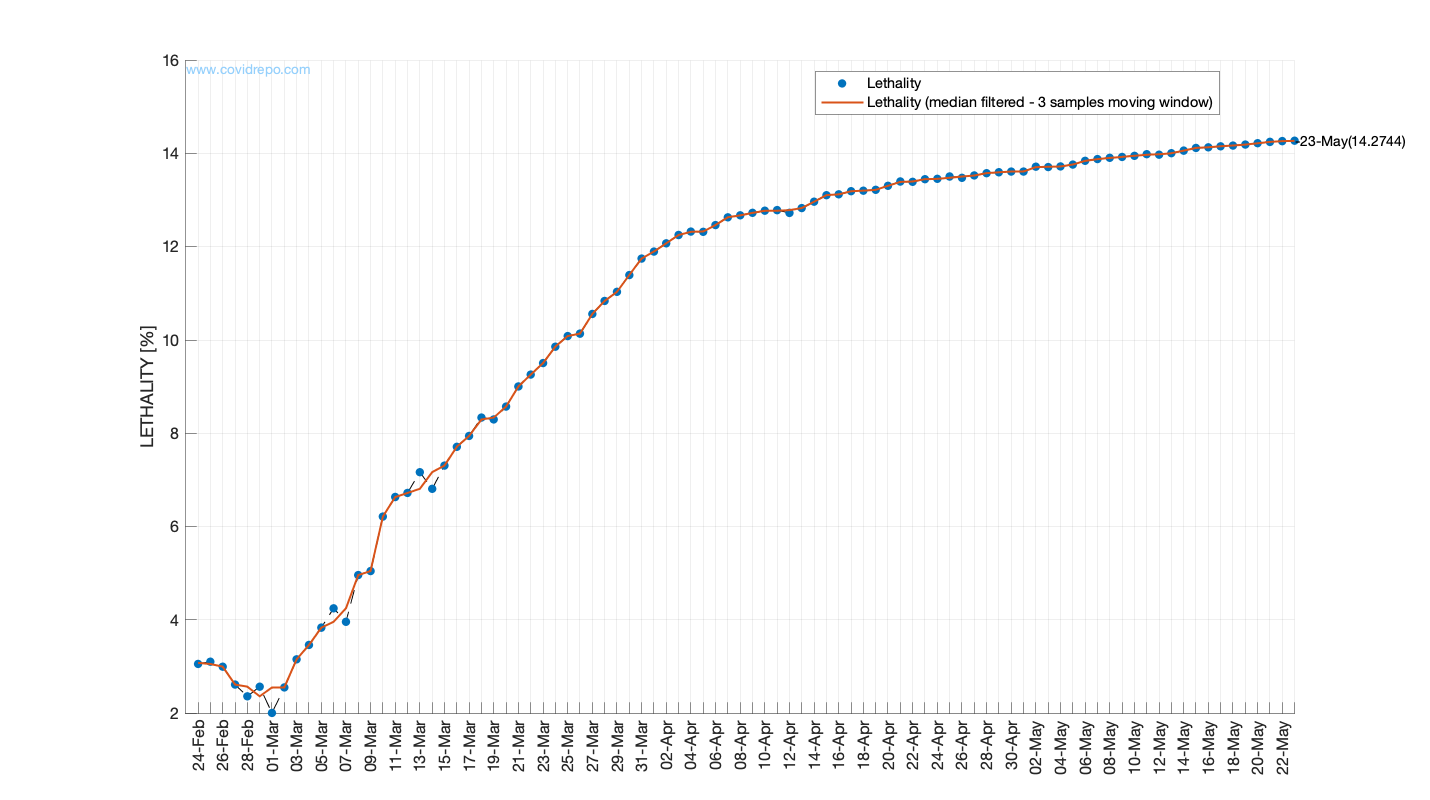 www.covidrepo.com
Lethality
Lethality (median filtered - 3 samples moving window)
23-May(14.2744)
LETHALITY [%]
16
14
12
10
8
6
4
2
24-Feb
26-Feb
28-Feb
01-Mar
03-Mar
05-Mar
07-Mar
09-Mar
11-Mar
13-Mar
15-Mar
17-Mar
19-Mar
21-Mar
23-Mar
25-Mar
27-Mar
29-Mar
31-Mar
02-Apr
04-Apr
06-Apr
08-Apr
10-Apr
12-Apr
14-Apr
16-Apr
18-Apr
20-Apr
22-Apr
24-Apr
26-Apr
28-Apr
30-Apr
02-May
04-May
06-May
08-May
10-May
12-May
14-May
16-May
18-May
20-May
22-May